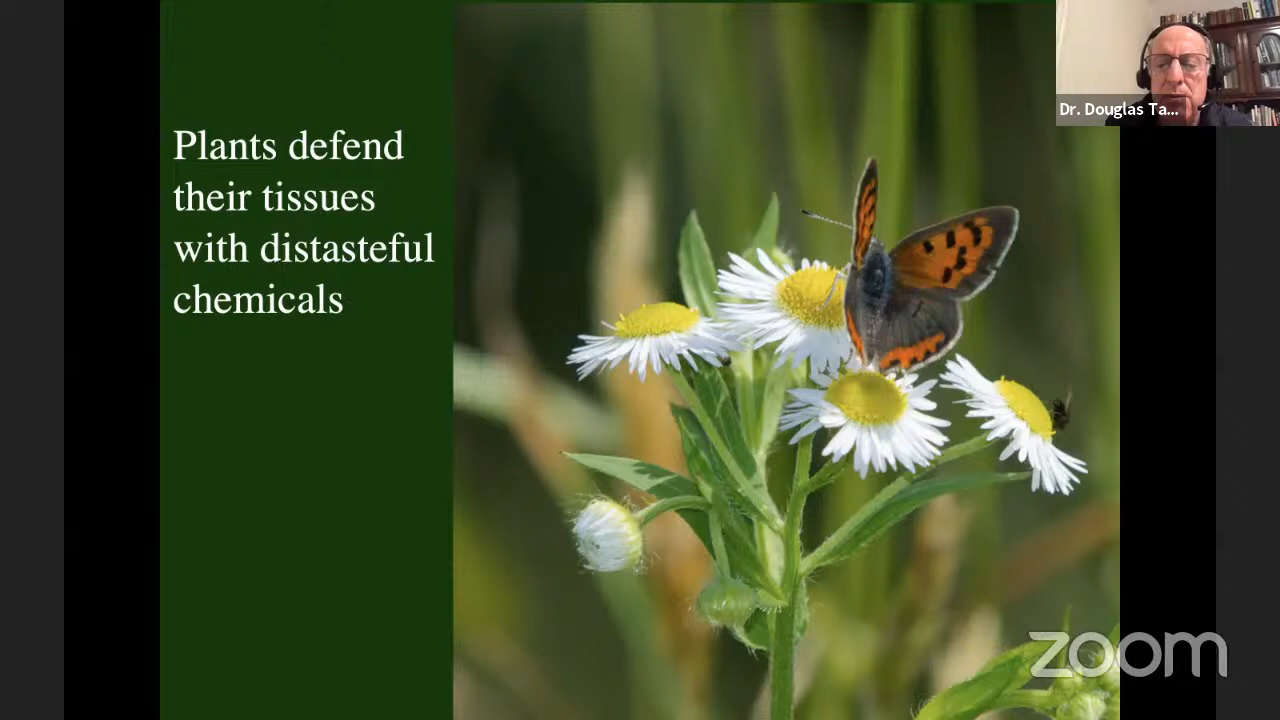 Plants defend
their tissues
with distasteful
chemicals
Dr. Douglas Ta...
zoom